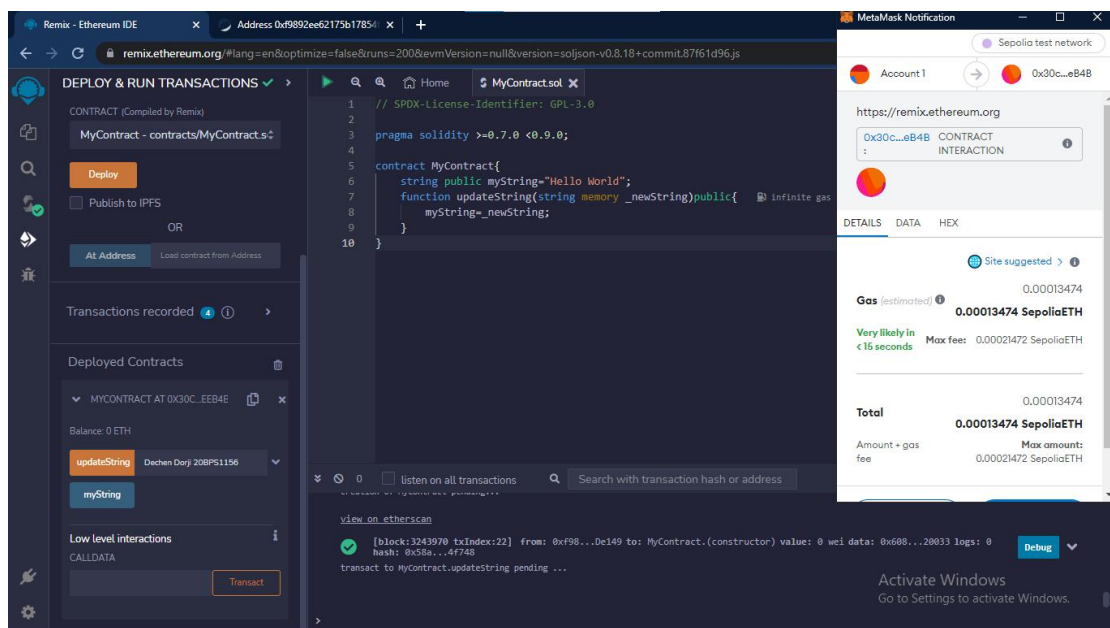 Remix - Ethereum IDE
Address 0xf9892ee62175b17854
remix.ethereum.org/#lang=en&optimize=false&runs=200&evmVersion=null&version=soljson-v0.8.18+commit.87f61d96.js
DEPLOY & RUN TRANSACTIONS
CONTRACT (Compiled by Remix)
MyContract - contracts/MyContract.s
Deploy
Publish to IPFS
OR
At Address Load contract from Address
Transactions recorded 4
Deployed Contracts
MYCONTRACT AT 0X30C...EEB4E
Balance: 0 ETH
updateString Dechen Dorji 20BPS1156
myString
Low level interactions
CALLDATA
Transact
Home
MyContract.sol
1 // SPDX-License-Identifier: GPL-3.0
2
3 pragma solidity >=0.7.0 <0.9.0;
4
5 contract MyContract{
6 string public myString="Hello World";
7 function updateString(string memory _newString)public{ infinite gas
8 myString=_newString;
9 }
10 }
0 listen on all transactions Search with transaction hash or address
creation of MyContract pending...
view on etherscan
[block:3243970 txIndex:22] from: 0xf98...De149 to: MyContract.(constructor) value: 0 wei data: 0x608...20033 logs: 0
hash: 0x58a...4f748
Debug
transact to MyContract.updateString pending ...
MetaMask Notification
Sepolia test network
Account 1
0x30c...eB4B
https://remix.ethereum.org
0x30c...eB4B CONTRACT
: INTERACTION
DETAILS DATA HEX
Site suggested >
0.00013474
Gas (estimated) 0.00013474 SepoliaETH
Very likely in
< 15 seconds
Max fee: 0.00021472 SepoliaETH
0.00013474
Total
0.00013474 SepoliaETH
Amount + gas
fee
Max amount:
0.00021472 SepoliaETH
Activate Windows
Go to Settings to activate Windows.